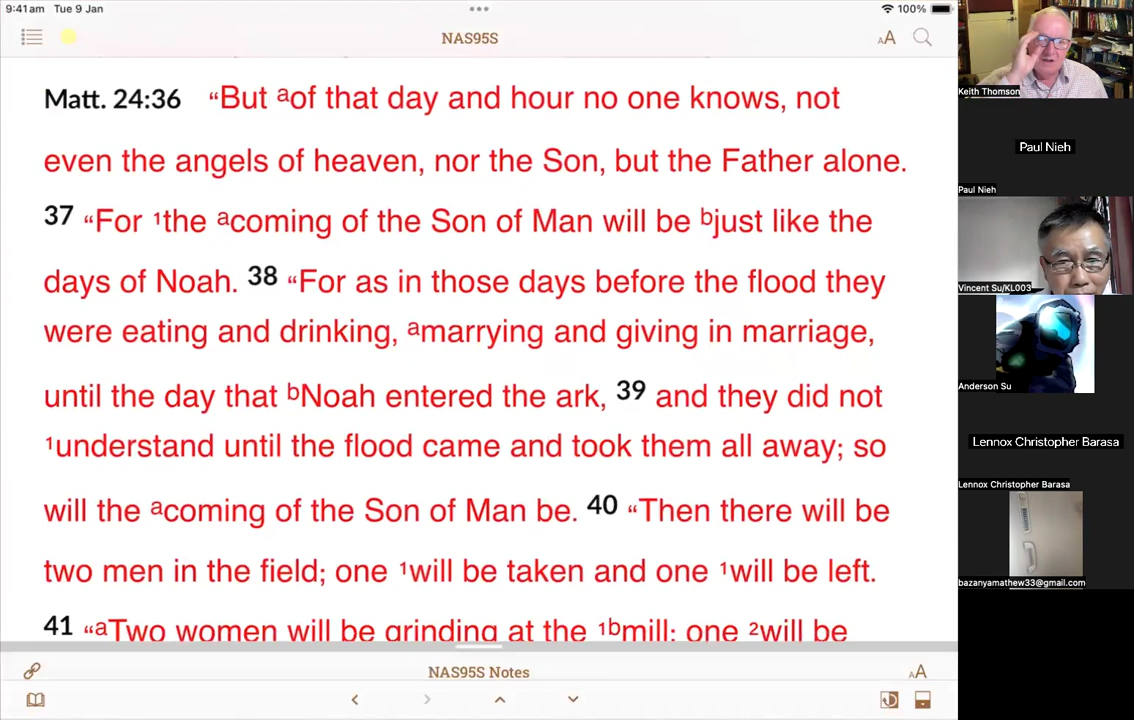 9:41am Tue 9 Jan
100%
NAS95S
AA
Matt. 24:36 “But aof that day and hour no one knows, not
even the angels of heaven, nor the Son, but the Father alone.
37 “For 1the acoming of the Son of Man will be bjust like the
days of Noah. 38 “For as in those days before the flood they
were eating and drinking, amarrying and giving in marriage,
until the day that bNoah entered the ark, 39 and they did not
1understand until the flood came and took them all away; so
will the acoming of the Son of Man be. 40 “Then there will be
two men in the field; one 1will be taken and one 1will be left.
41 “aTwo women will be grinding at the 1bmill; one 2will be
NAS95S Notes
AA
Keith Thomson
Paul Nieh
Paul Nieh
Vincent Su/KL003
Anderson Su
Lennox Christopher Barasa
Lennox Christopher Barasa
bazanyamathew33@gmail.com